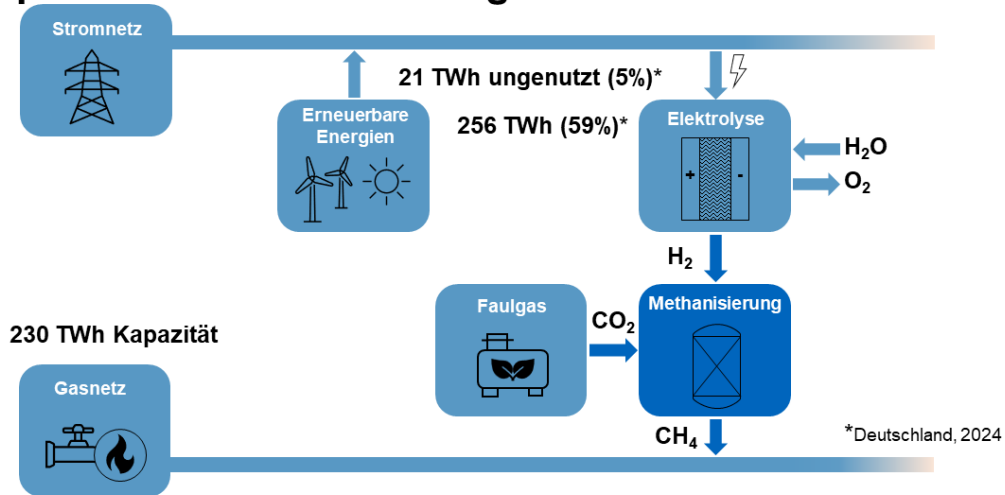 Stromnetz
21 TWh ungenutzt (5%)*
Erneuerbare
Energien
256 TWh (59%)*
Elektrolyse
+
-
H₂O
O₂
H₂
Faulgas
CO₂
Methanisierung
230 TWh Kapazität
Gasnetz
CH₄
*Deutschland, 2024